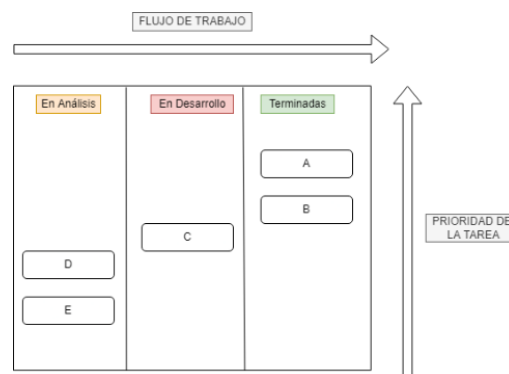 FLUJO DE TRABAJO
En Análisis
En Desarrollo
Terminadas
A
B
C
D
E
PRIORIDAD DE
LA TAREA